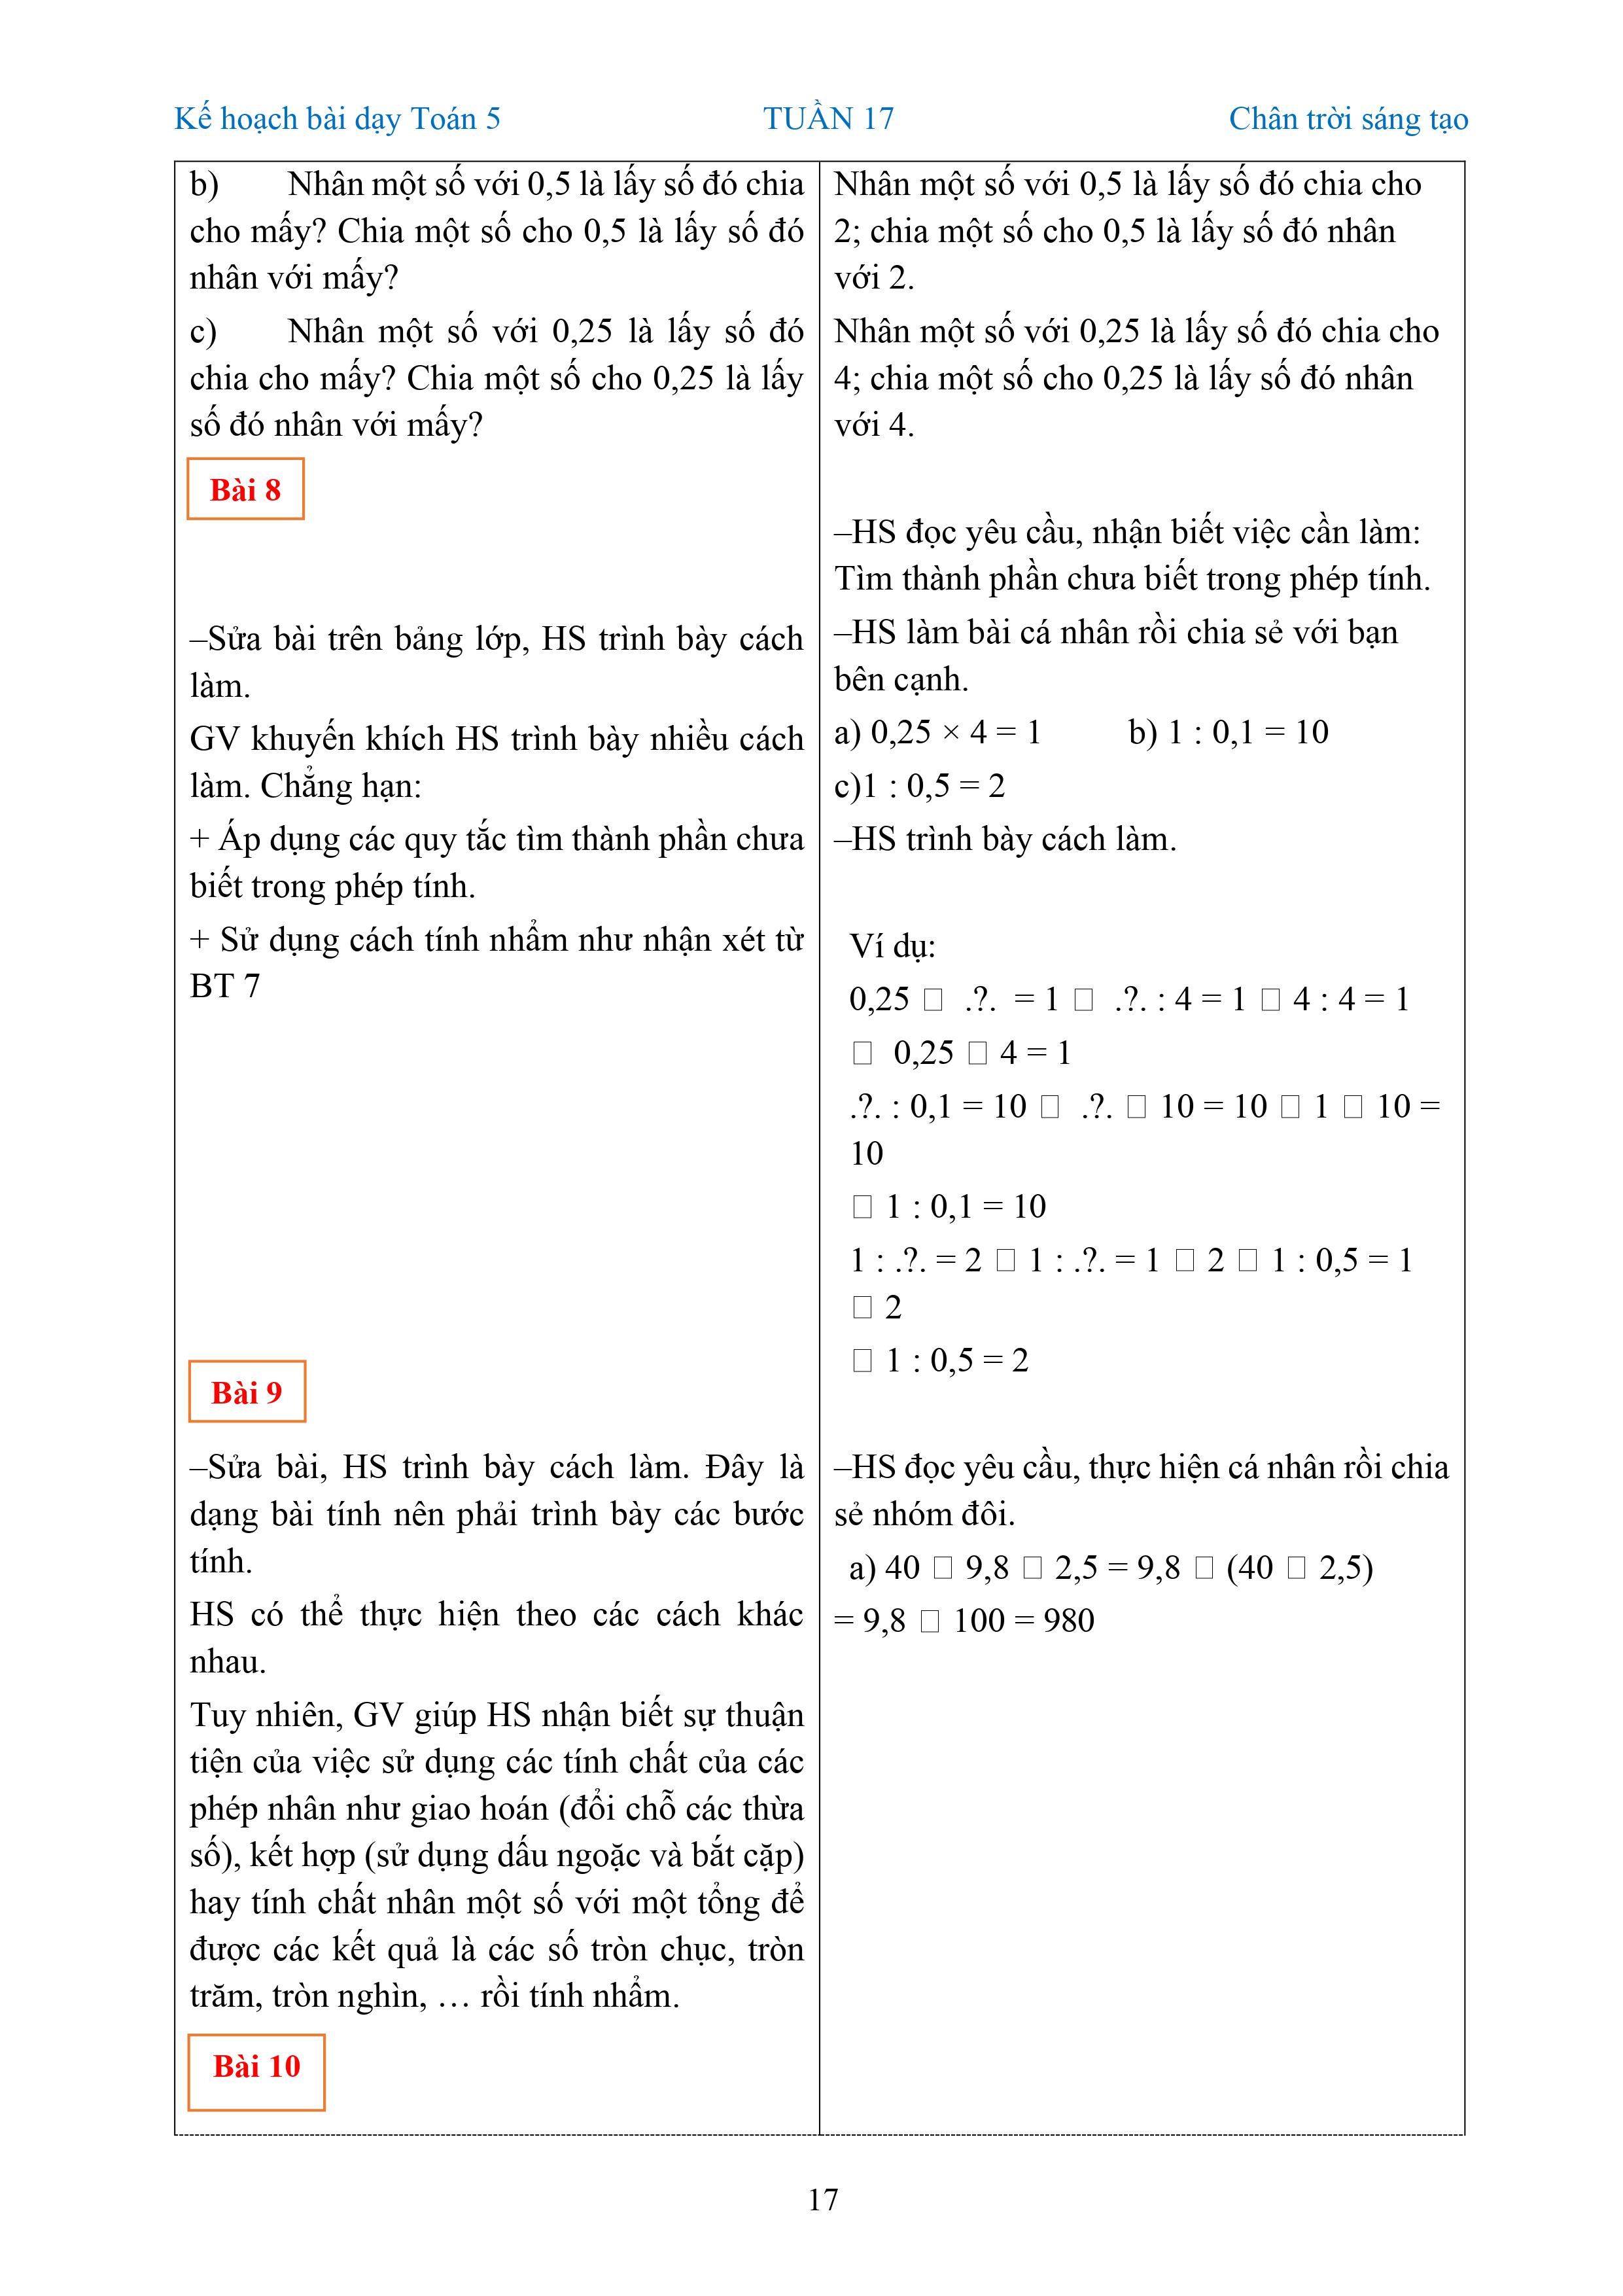 Kế hoạch bài dạy Toán 5 TUẦN 17 Chân trời sáng tạo
b) Nhân một số với 0,5 là lấy số đó chia
cho mấy? Chia một số cho 0,5 là lấy số đó
nhân với mấy?
c) Nhân một số với 0,25 là lấy số đó
chia cho mấy? Chia một số cho 0,25 là lấy
số đó nhân với mấy?
Bài 8
–Sửa bài trên bảng lớp, HS trình bày cách
làm.
GV khuyến khích HS trình bày nhiều cách
làm. Chẳng hạn:
+ Áp dụng các quy tắc tìm thành phần chưa
biết trong phép tính.
+ Sử dụng cách tính nhẩm như nhận xét từ
BT 7
Bài 9
–Sửa bài, HS trình bày cách làm. Đây là
dạng bài tính nên phải trình bày các bước
tính.
HS có thể thực hiện theo các cách khác
nhau.
Tuy nhiên, GV giúp HS nhận biết sự thuận
tiện của việc sử dụng các tính chất của các
phép nhân như giao hoán (đổi chỗ các thừa
số), kết hợp (sử dụng dấu ngoặc và bắt cặp)
hay tính chất nhân một số với một tổng để
được các kết quả là các số tròn chục, tròn
trăm, tròn nghìn, … rồi tính nhẩm.
Bài 10
Nhân một số với 0,5 là lấy số đó chia cho
2; chia một số cho 0,5 là lấy số đó nhân
với 2.
Nhân một số với 0,25 là lấy số đó chia cho
4; chia một số cho 0,25 là lấy số đó nhân
với 4.
–HS đọc yêu cầu, nhận biết việc cần làm:
Tìm thành phần chưa biết trong phép tính.
–HS làm bài cá nhân rồi chia sẻ với bạn
bên cạnh.
a) 0,25 × 4 = 1 b) 1 : 0,1 = 10
c)1 : 0,5 = 2
–HS trình bày cách làm.
Ví dụ:
0,25 □ .?. = 1 □ .?. : 4 = 1 □ 4 : 4 = 1
□ 0,25 □ 4 = 1
.?. : 0,1 = 10 □ .?. □ 10 = 10 □ 1 □ 10 =
10
□ 1 : 0,1 = 10
1 : .?. = 2 □ 1 : .?. = 1 □ 2 □ 1 : 0,5 = 1
□ 2
□ 1 : 0,5 = 2
–HS đọc yêu cầu, thực hiện cá nhân rồi chia
sẻ nhóm đôi.
a) 40 □ 9,8 □ 2,5 = 9,8 □ (40 □ 2,5)
= 9,8 □ 100 = 980
17